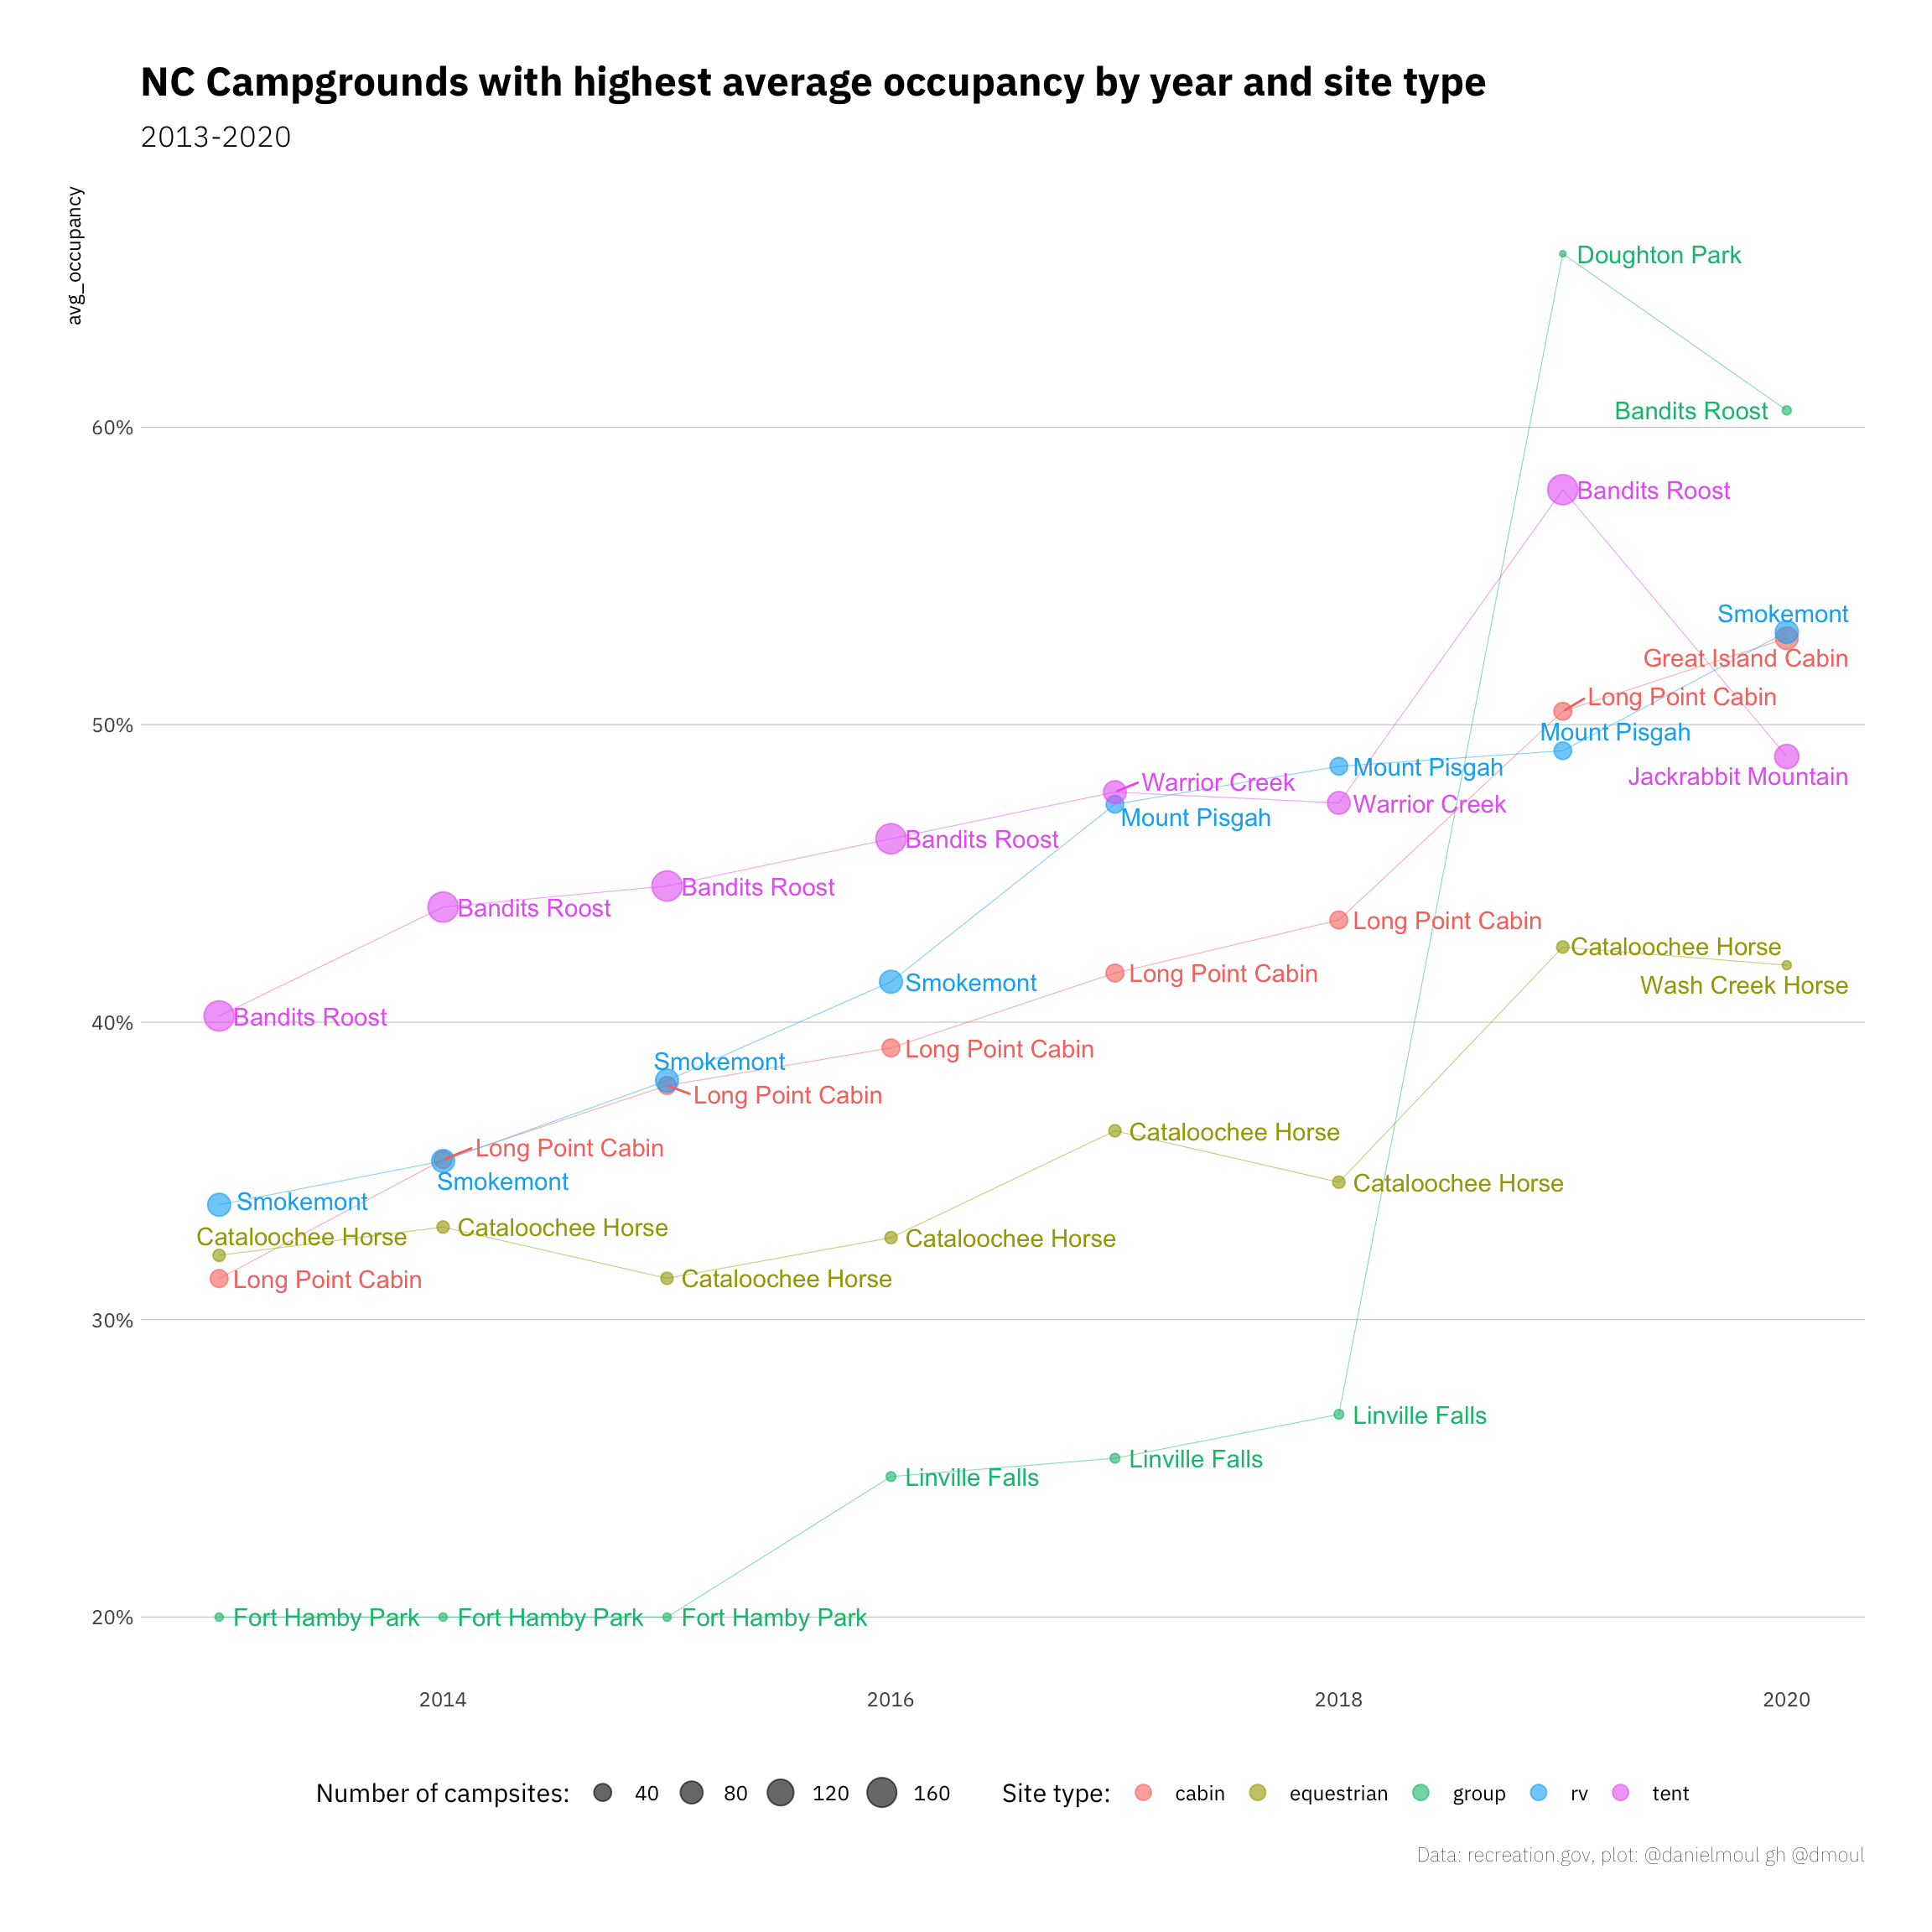 NC Campgrounds with highest average occupancy by year and site type
2013-2020
avg_occupancy
Doughton Park
Bandits Roost
60%
Bandits Roost
Smokemont
Great Island Cabin
Long Point Cabin
50%
Mount Pisgah
Mount Pisgah
Jackrabbit Mountain
Warrior Creek
Warrior Creek
Mount Pisgah
Bandits Roost
Bandits Roost
Bandits Roost
Long Point Cabin
Cataloochee Horse
Long Point Cabin
Smokemont
Wash Creek Horse
Bandits Roost
40%
Long Point Cabin
Smokemont
Long Point Cabin
Cataloochee Horse
Long Point Cabin
Smokemont
Cataloochee Horse
Smokemont
Cataloochee Horse
Cataloochee Horse
Cataloochee Horse
Long Point Cabin
Cataloochee Horse
30%
Linville Falls
Linville Falls
Linville Falls
20%
Fort Hamby Park
Fort Hamby Park
Fort Hamby Park
2014 2016 2018 2020
Number of campsites: 40 80 120 160 Site type: cabin equestrian group rv tent
Data: recreation.gov, plot: @danielmoul gh @dmoul